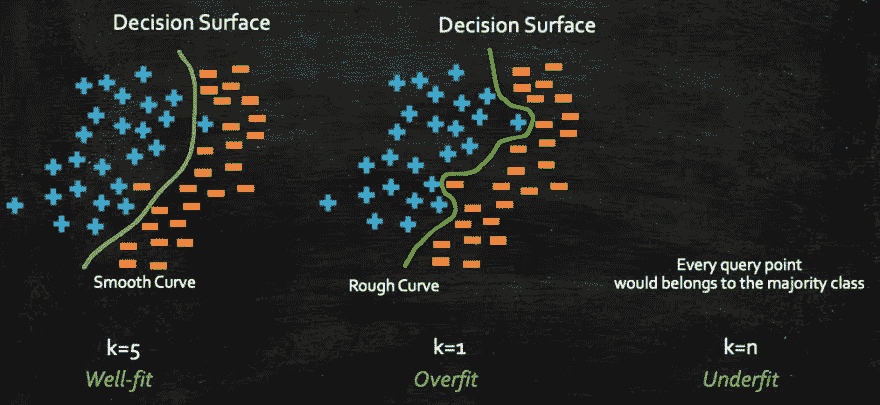 Decision Surface
Smooth Curve
k=5
Well-fit
Decision Surface
Rough Curve
k=1
Overfit
Every query point
would belongs to the majority class
k=n
Underfit